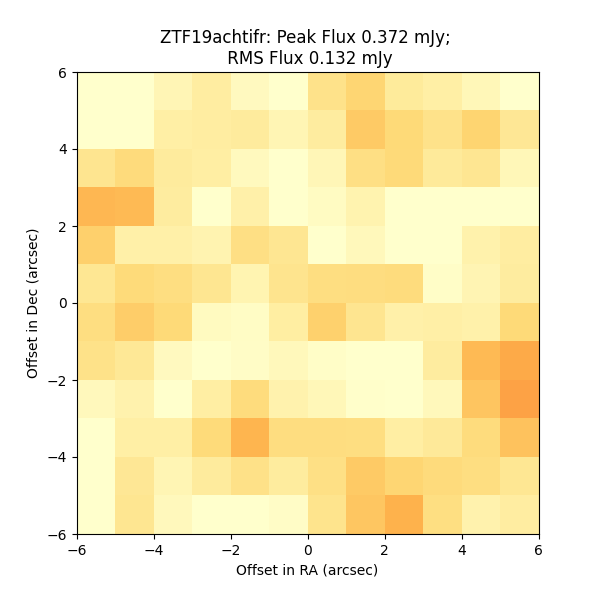 ZTF19achtifr: Peak Flux 0.372 mJy;
RMS Flux 0.132 mJy
6
4
2
0
−2
−4
−6
Offset in Dec (arcsec)
−6 −4 −2 0 2 4 6
Offset in RA (arcsec)